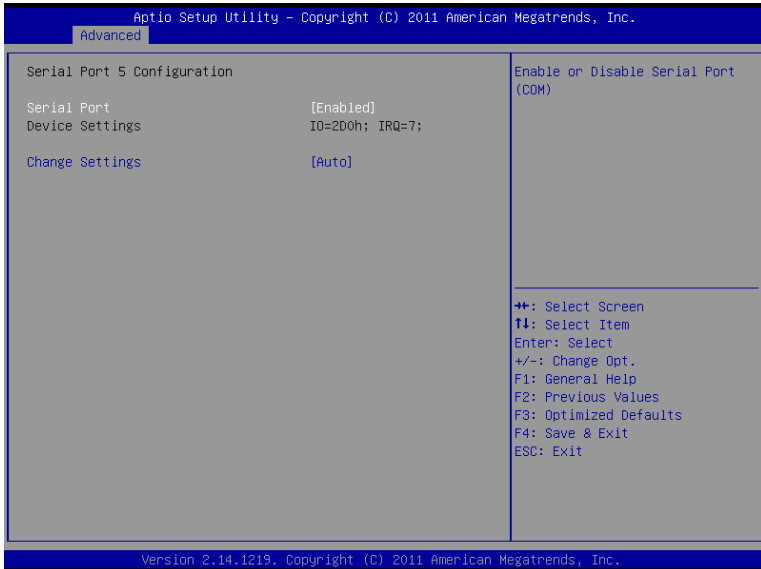 Aptio Setup Utility – Copyright (C) 2011 American Megatrends, Inc.
Advanced
Serial Port 5 Configuration
Serial Port [Enabled]
Device Settings IO=2D0h; IRQ=7;
Change Settings [Auto]
Enable or Disable Serial Port
(COM)
→←: Select Screen
↑↓: Select Item
Enter: Select
+/-: Change Opt.
F1: General Help
F2: Previous Values
F3: Optimized Defaults
F4: Save & Exit
ESC: Exit
Version 2.14.1219. Copyright (C) 2011 American Megatrends, Inc.